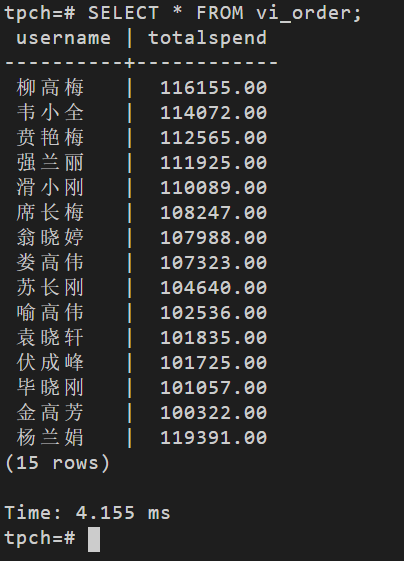 tpch=# SELECT * FROM vi_order;
 username | totalspend
----------+------------
 柳高梅   |  116155.00
 韦小全   |  114072.00
 贲艳梅   |  112565.00
 强兰丽   |  111925.00
 滑小刚   |  110089.00
 席长梅   |  108247.00
 翁晓婷   |  107988.00
 娄高伟   |  107323.00
 苏长刚   |  104640.00
 喻高伟   |  102536.00
 袁晓轩   |  101835.00
 伏成峰   |  101725.00
 毕晓刚   |  101057.00
 金高芳   |  100322.00
 杨兰娟   |  119391.00
(15 rows)
Time: 4.155 ms
tpch=#